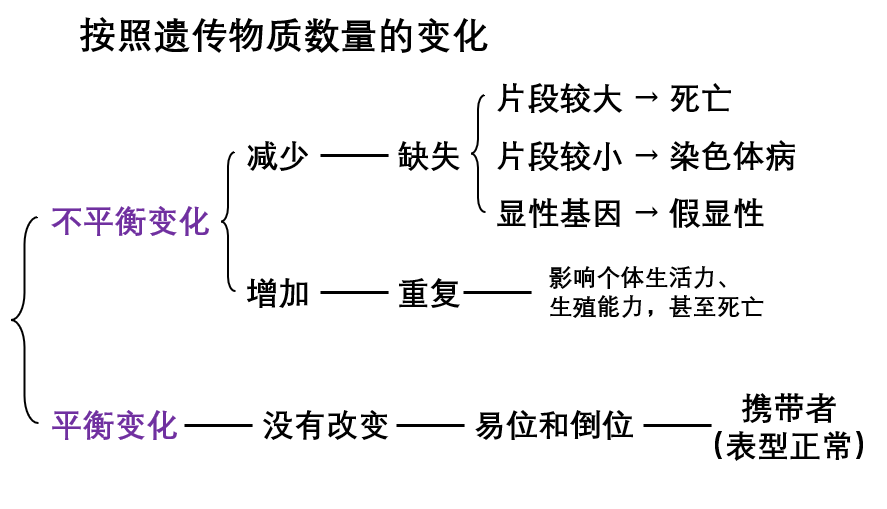 按照遗传物质数量的变化
片段较大 → 死亡
减少 缺失 片段较小 → 染色体病
显性基因 → 假显性
不平衡变化
增加 重复 影响个体生活力、
生殖能力，甚至死亡
平衡变化 没有改变 易位和倒位 携带者
(表型正常)